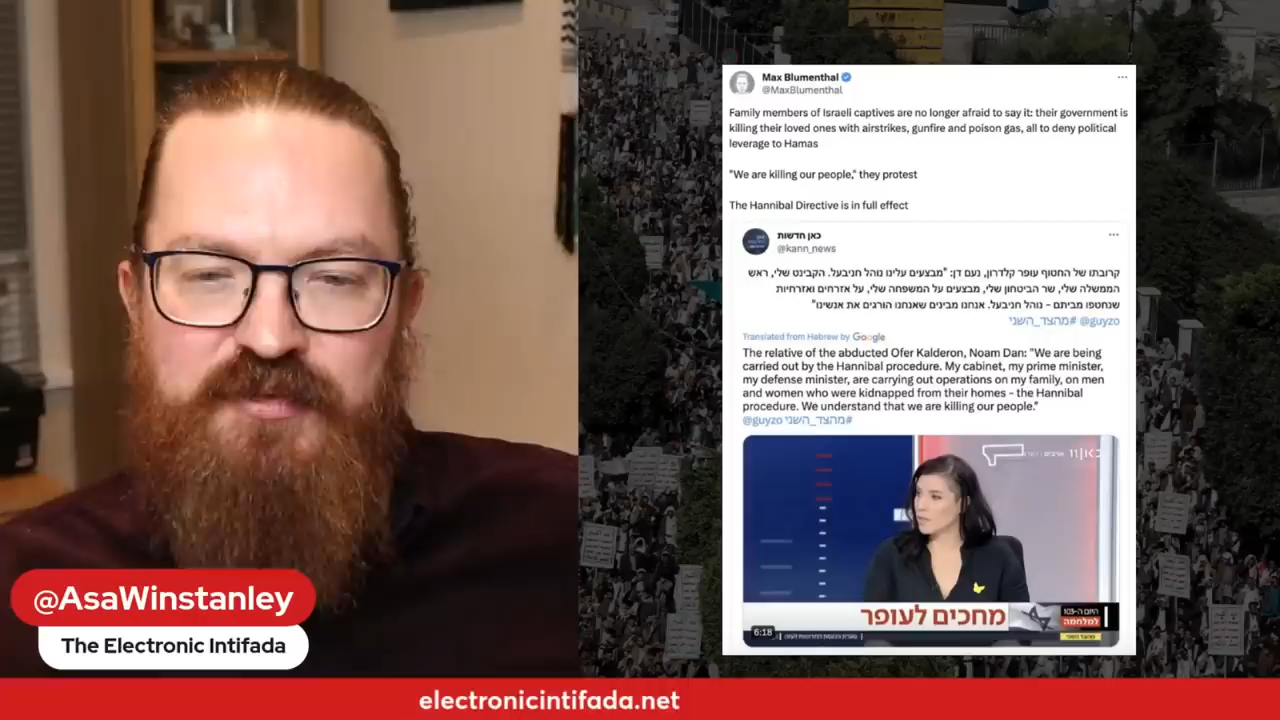 Max Blumenthal
@MaxBlumenthal
Family members of Israeli captives are no longer afraid to say it: their government is
killing their loved ones with airstrikes, gunfire and poison gas, all to deny political
leverage to Hamas
"We are killing our people," they protest
The Hannibal Directive is in full effect
כאן חדשות
@kann_news
קרובתו של החטוף עופר קלדרון, נעם דן: "מבצעים עלינו נוהל חניבעל. הקבינט שלי, ראש
הממשלה שלי, שר הביטחון שלי, מבצעים על המשפחה שלי, על אזרחים ואזרחיות
שנחטפו מביתם - נוהל חניבעל. אנחנו מבינים שאנחנו הורגים את אנשינו"
@guyzo #מהצד_השני
Translated from Hebrew by Google
The relative of the abducted Ofer Kalderon, Noam Dan: "We are being
carried out by the Hannibal procedure. My cabinet, my prime minister,
my defense minister, are carrying out operations on my family, on men
and women who were kidnapped from their homes - the Hannibal
procedure. We understand that we are killing our people."
@guyzo #מהצד_השני
כאן 11
מחכים לעופר
היום ה-103
למלחמה
6:18
@AsaWinstanley
The Electronic Intifada
electronicintifada.net